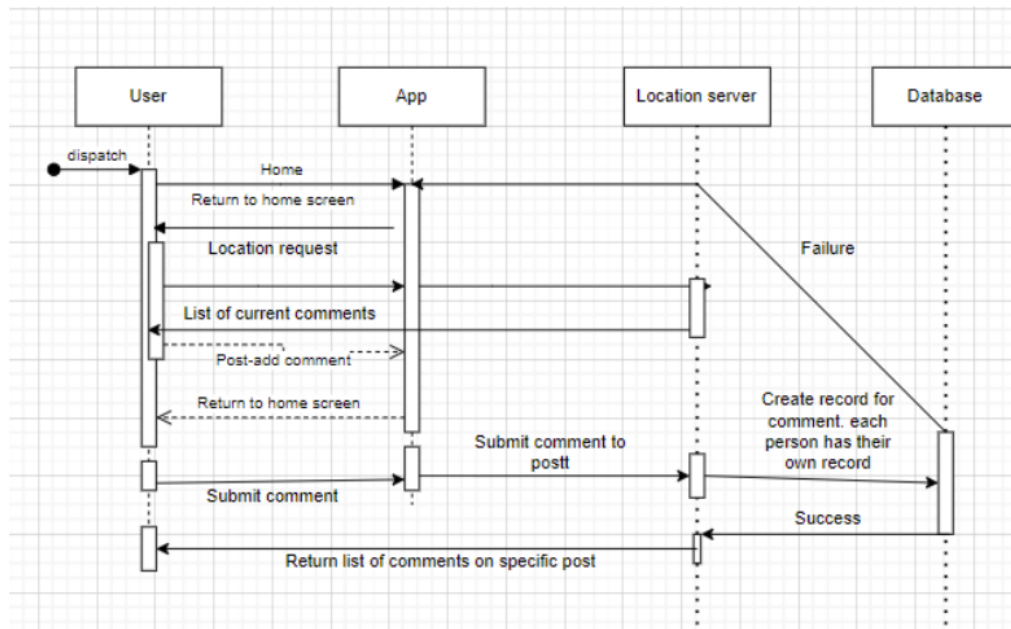 User
App
Location server
Database
dispatch
Home
Return to home screen
Location request
Failure
List of current comments
Post-add comment
Return to home screen
Create record for
comment. each
person has their
own record
Submit comment to
postt
Submit comment
Success
Return list of comments on specific post